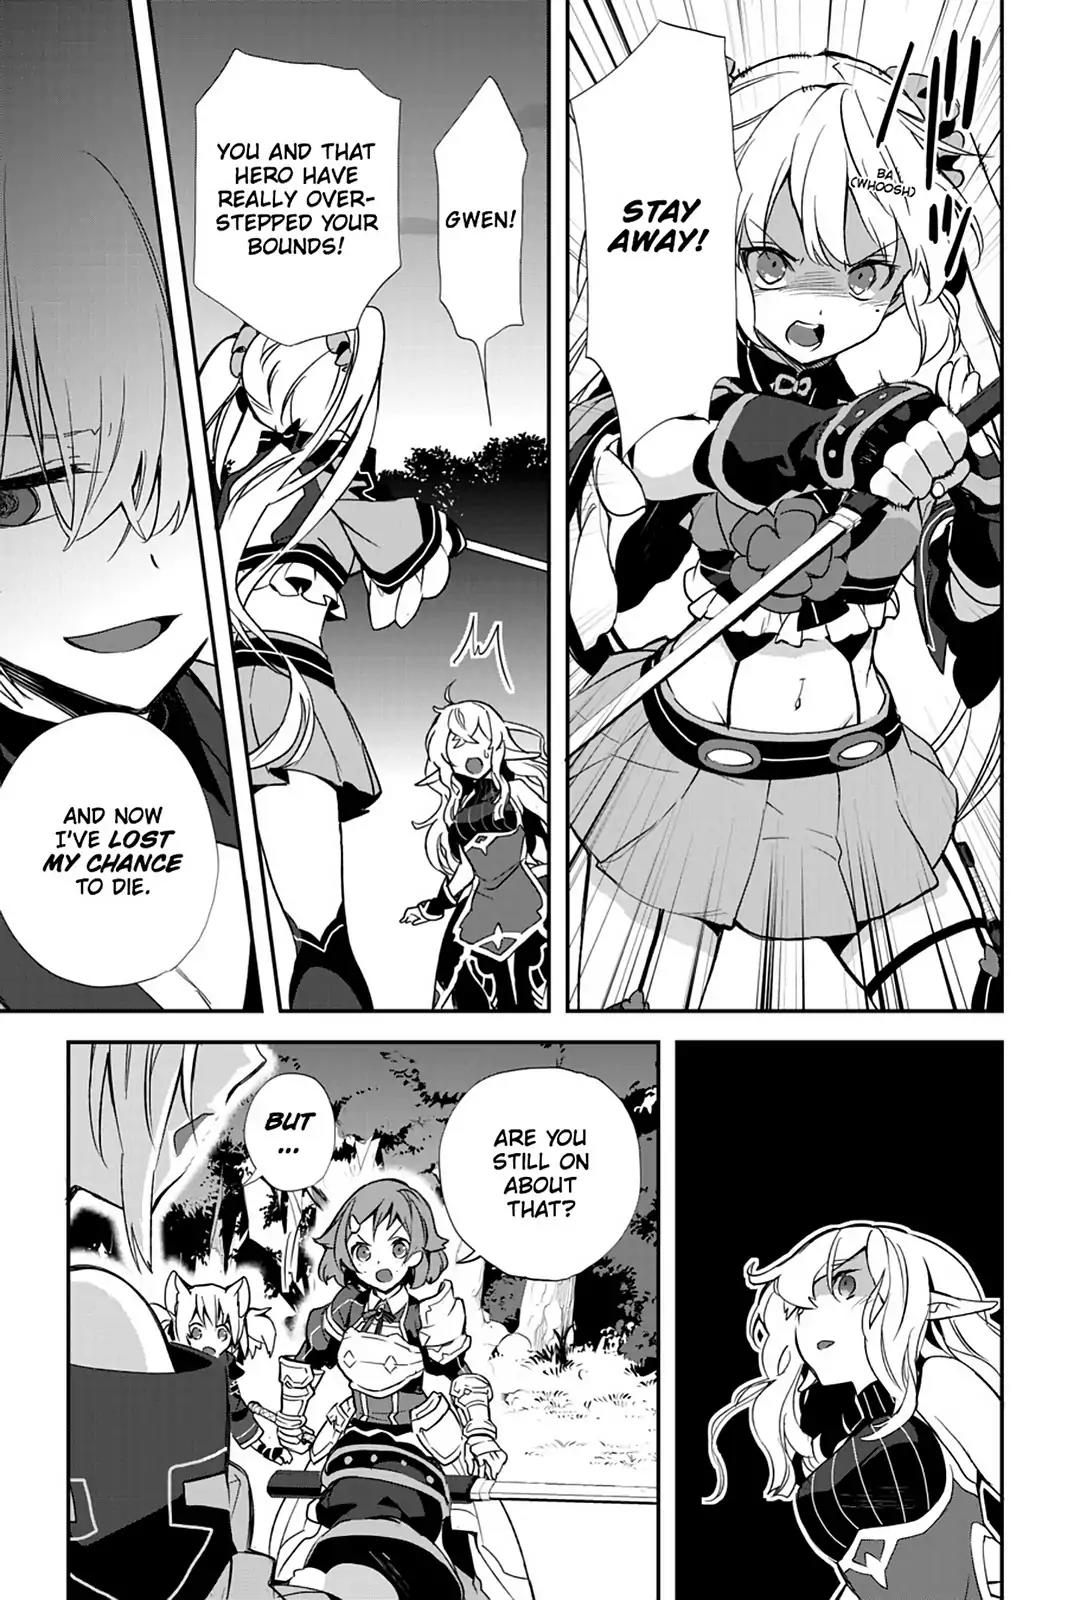 BA
(WHOOSH)
STAY
AWAY!
GWEN!
YOU AND THAT
HERO HAVE
REALLY OVER-
STEPPED YOUR
BOUNDS!
AND NOW
I'VE LOST
MY CHANCE
TO DIE.
ARE YOU
STILL ON
ABOUT
THAT?
BUT
...